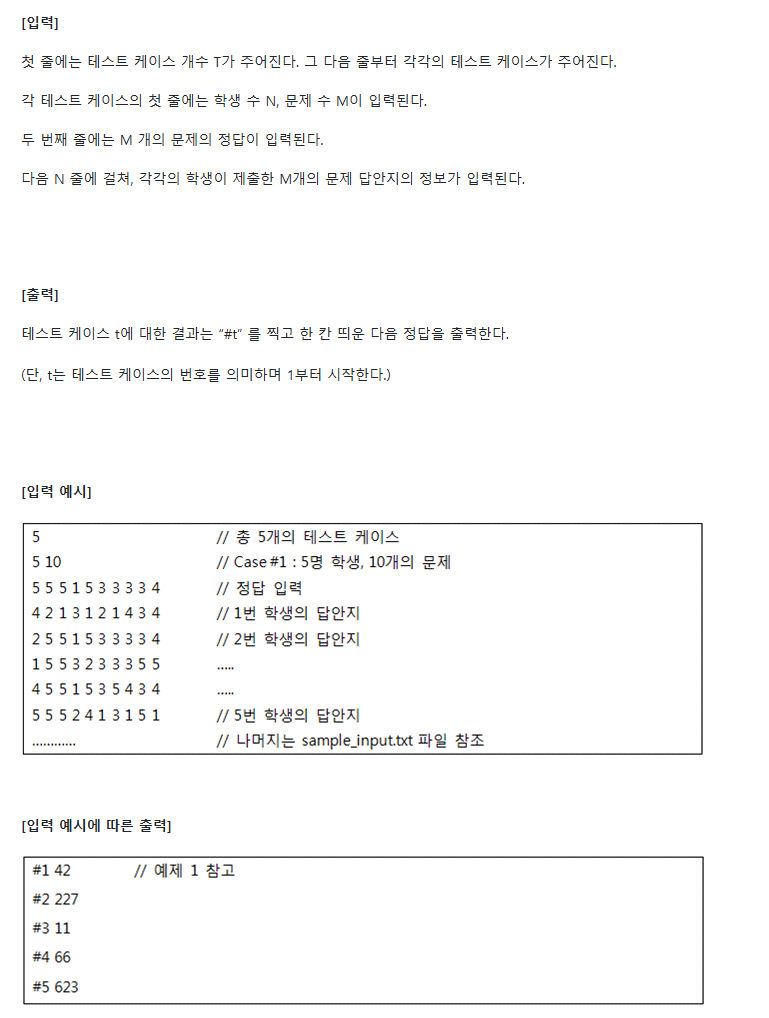 [입력]
첫 줄에는 테스트 케이스 개수 T가 주어진다. 그 다음 줄부터 각각의 테스트 케이스가 주어진다.
각 테스트 케이스의 첫 줄에는 학생 수 N, 문제 수 M이 입력된다.
두 번째 줄에는 M 개의 문제의 정답이 입력된다.
다음 N 줄에 걸쳐, 각각의 학생이 제출한 M개의 문제 답안지의 정보가 입력된다.
[출력]
테스트 케이스 t에 대한 결과는 “#t” 를 찍고 한 칸 띄운 다음 정답을 출력한다.
(단, t는 테스트 케이스의 번호를 의미하며 1부터 시작한다.)
[입력 예시]
5 // 총 5개의 테스트 케이스
5 10 // Case #1 : 5명 학생, 10개의 문제
5 5 5 1 5 3 3 3 3 4 // 정답 입력
4 2 1 3 1 2 1 4 3 4 // 1번 학생의 답안지
2 5 5 1 5 3 3 3 3 4 // 2번 학생의 답안지
1 5 5 3 2 3 3 3 5 5 .....
4 5 5 1 5 3 5 4 3 4 .....
5 5 5 2 4 1 3 1 5 1 // 5번 학생의 답안지
............ // 나머지는 sample_input.txt 파일 참조
[입력 예시에 따른 출력]
#1 42 // 예제 1 참고
#2 227
#3 11
#4 66
#5 623